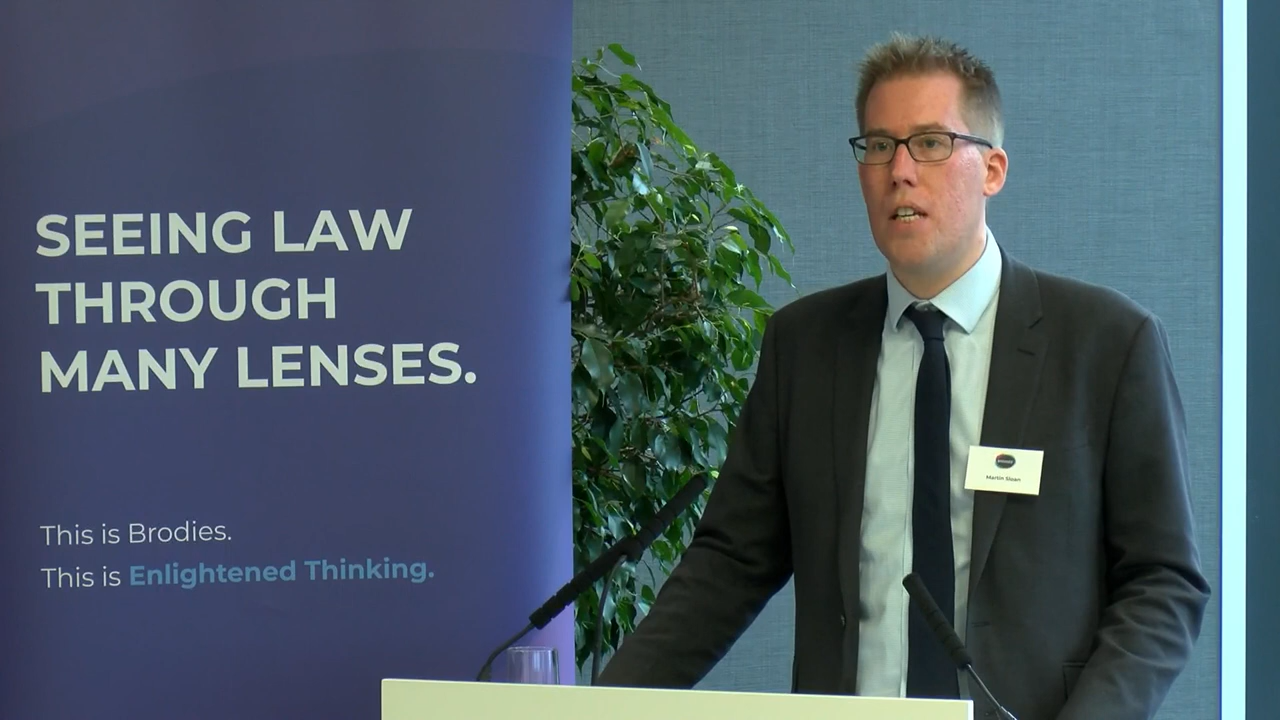 SEEING LAW
THROUGH
MANY LENSES.
This is Brodies.
This is Enlightened Thinking.
Martin Sloan